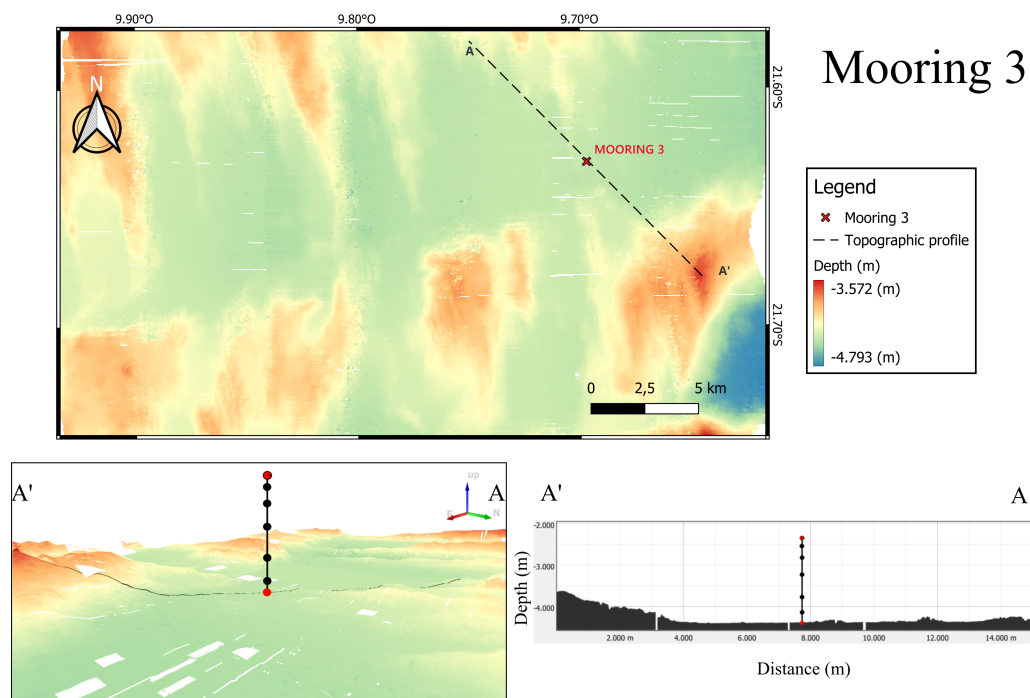 9.90°O
9.80°O
9.70°O
Mooring 3
A
21.60°S
N
MOORING 3
Legend
Mooring 3
Topographic profile
Depth (m)
-3.572 (m)
-4.793 (m)
A'
21.70°S
0
2,5
5 km
A'
A
up
E
N
A'
A
Depth (m)
-2.000
-3.000
-4.000
2.000 m
4.000
6.000
8.000
10.000
12.000
14.000 m
Distance (m)